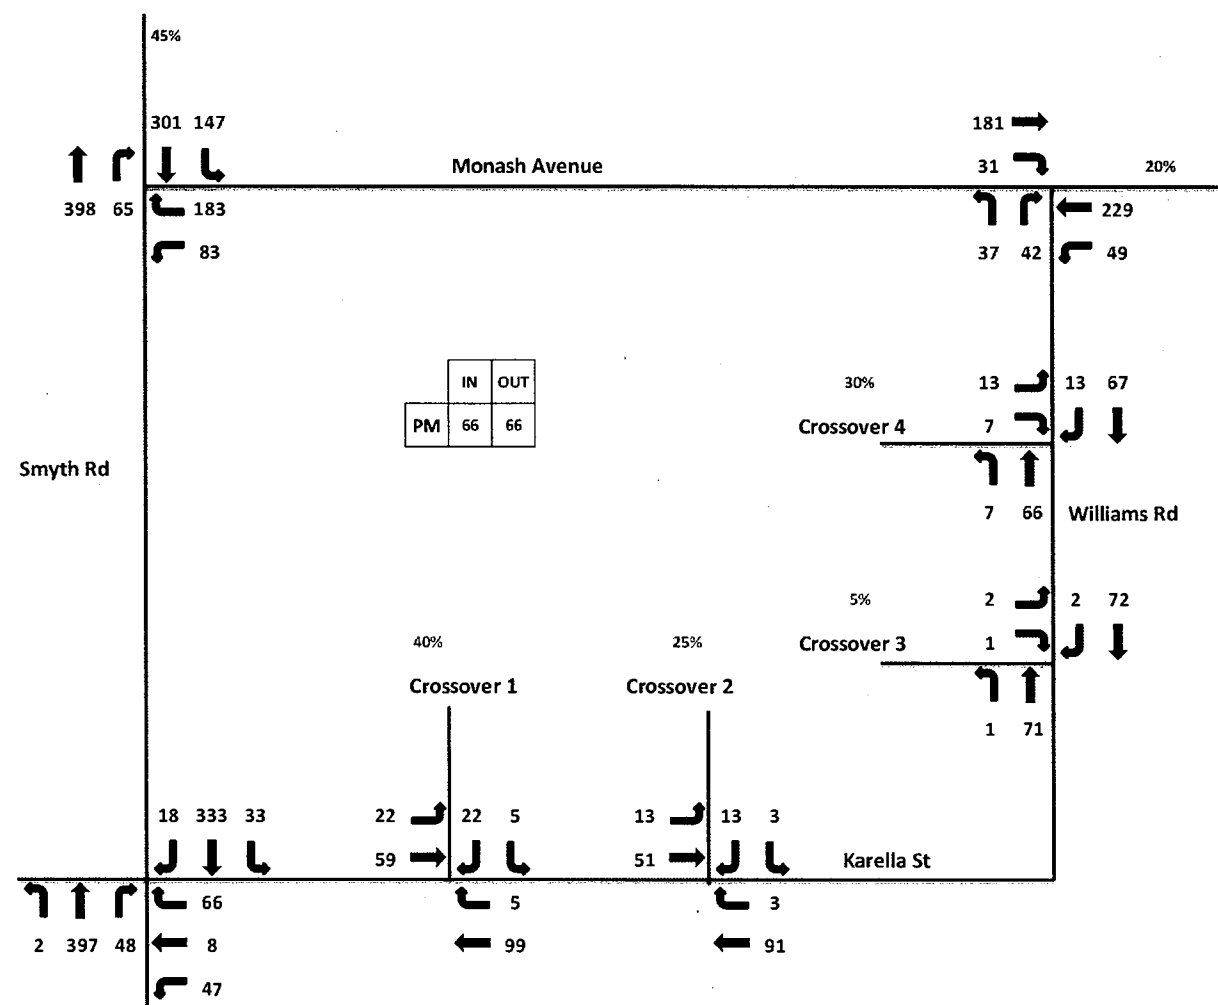 45%
301 147
181
Monash Avenue
31
20%
398 65 183
229
83
37 42
49
IN OUT
PM 66 66
30%
13
13 67
Crossover 4
7
Smyth Rd
7 66
Williams Rd
5%
2
2 72
40%
25%
Crossover 3
1
Crossover 1
Crossover 2
1 71
18 333 33
22
22 5
13
13 3
59
51
Karella St
66
5
3
2 397 48
8
99
91
47